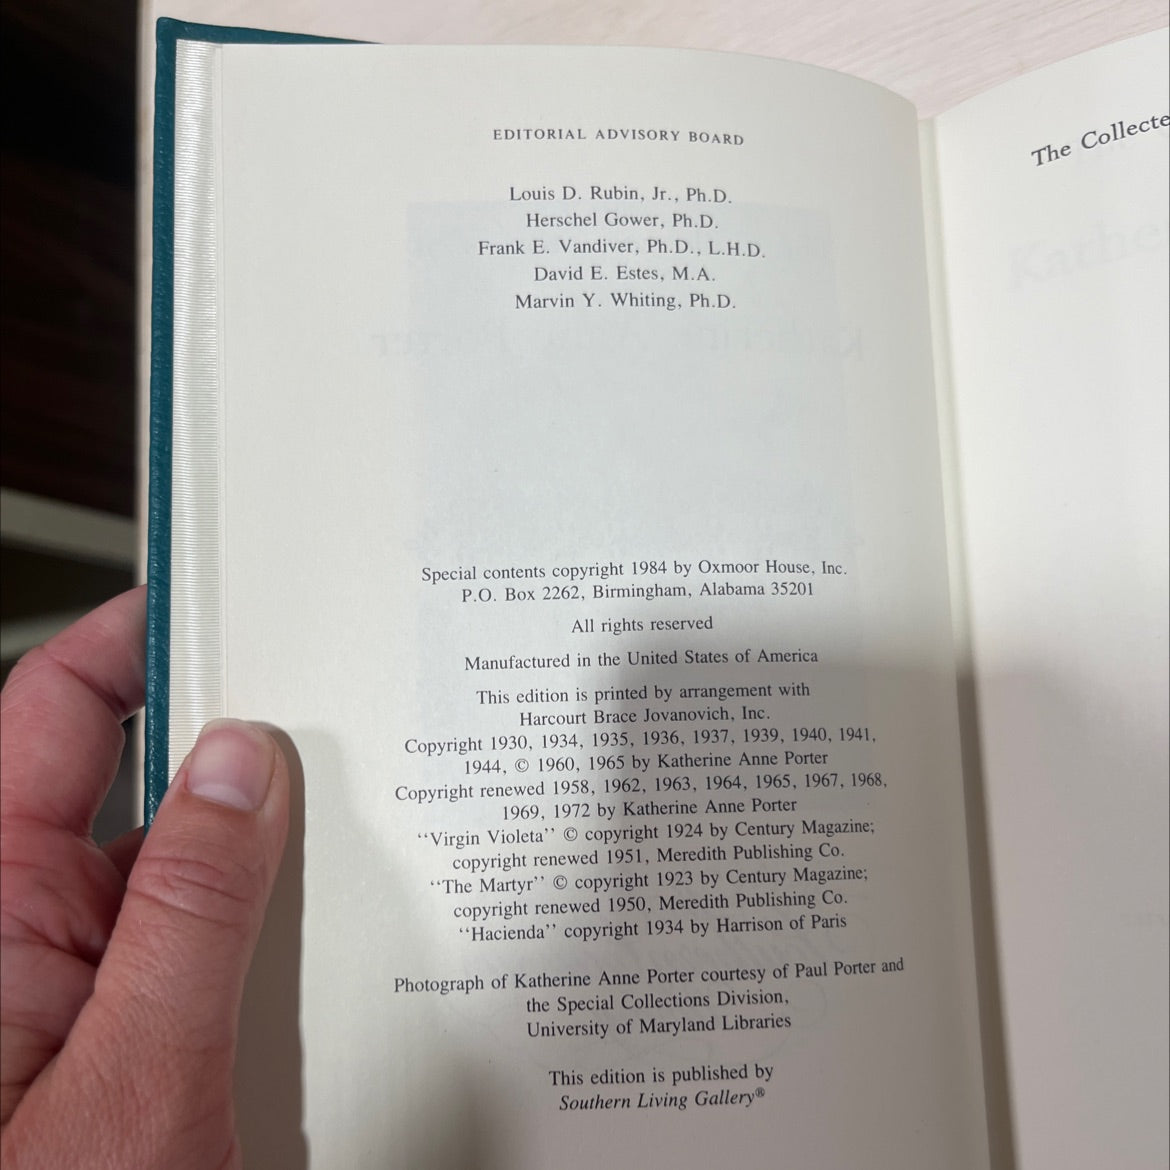 EDITORIAL ADVISORY BOARD
Louis D. Rubin, Jr., Ph.D.
Herschel Gower, Ph.D.
Frank E. Vandiver, Ph.D., L.H.D.
David E. Estes, M.A.
Marvin Y. Whiting, Ph.D.
Special contents copyright 1984 by Oxmoor House, Inc.
P.O. Box 2262, Birmingham, Alabama 35201
All rights reserved
Manufactured in the United States of America
This edition is printed by arrangement with
Harcourt Brace Jovanovich, Inc.
Copyright 1930, 1934, 1935, 1936, 1937, 1939, 1940, 1941,
1944, © 1960, 1965 by Katherine Anne Porter
Copyright renewed 1958, 1962, 1963, 1964, 1965, 1967, 1968,
1969, 1972 by Katherine Anne Porter
‘‘Virgin Violeta’’ © copyright 1924 by Century Magazine;
copyright renewed 1951, Meredith Publishing Co.
‘‘The Martyr’’ © copyright 1923 by Century Magazine;
copyright renewed 1950, Meredith Publishing Co.
‘‘Hacienda’’ copyright 1934 by Harrison of Paris
Photograph of Katherine Anne Porter courtesy of Paul Porter and
the Special Collections Division,
University of Maryland Libraries
This edition is published by
Southern Living Gallery®
The Collecte